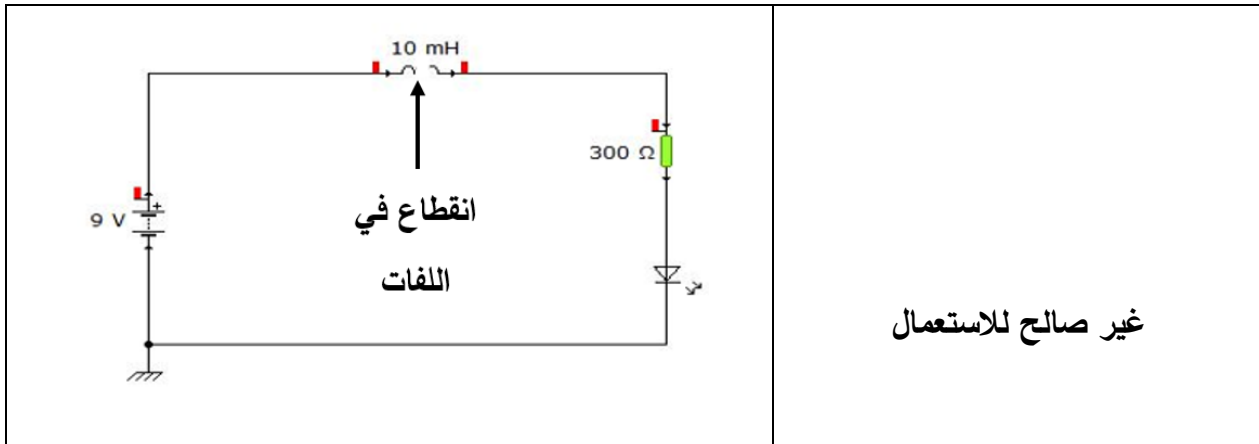 10 mH
300 Ω
9 V
+
انقطاع في
اللفات
غير صالح للاستعمال